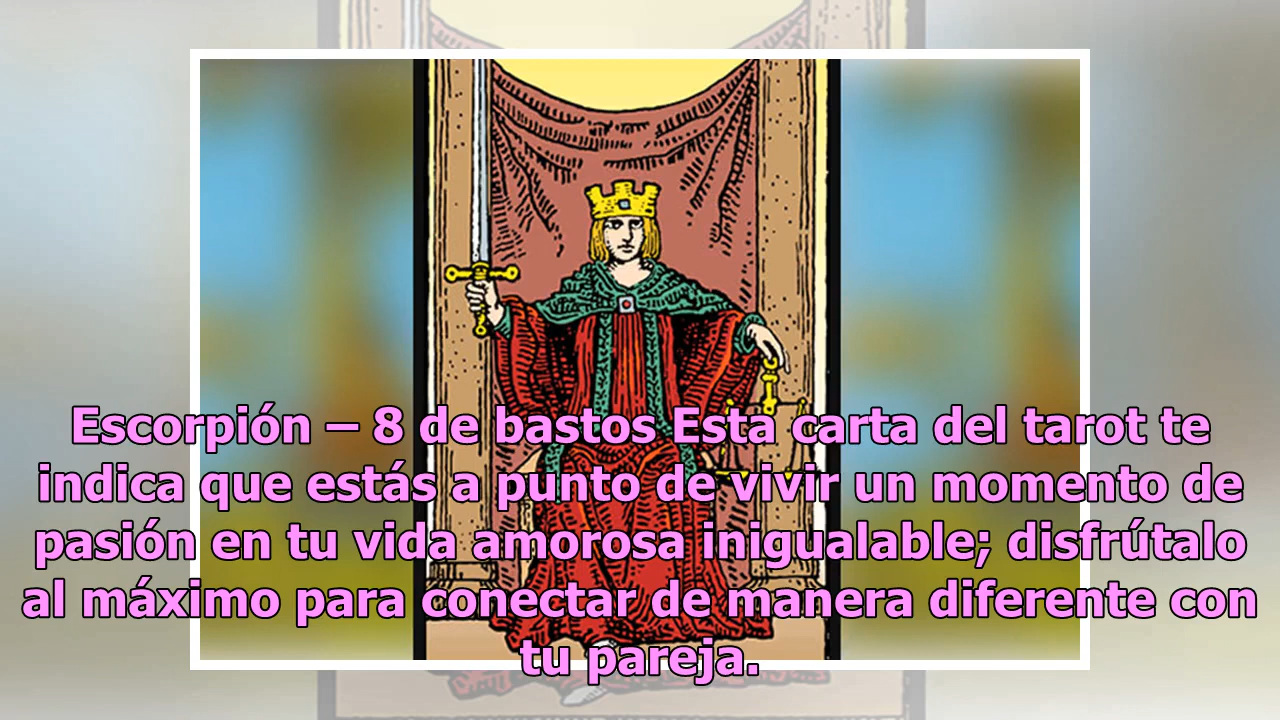 Escorpión – 8 de bastos Esta carta del tarot te
indica que estás a punto de vivir un momento de
pasión en tu vida amorosa inigualable; disfrútalo
al máximo para conectar de manera diferente con
tu pareja.